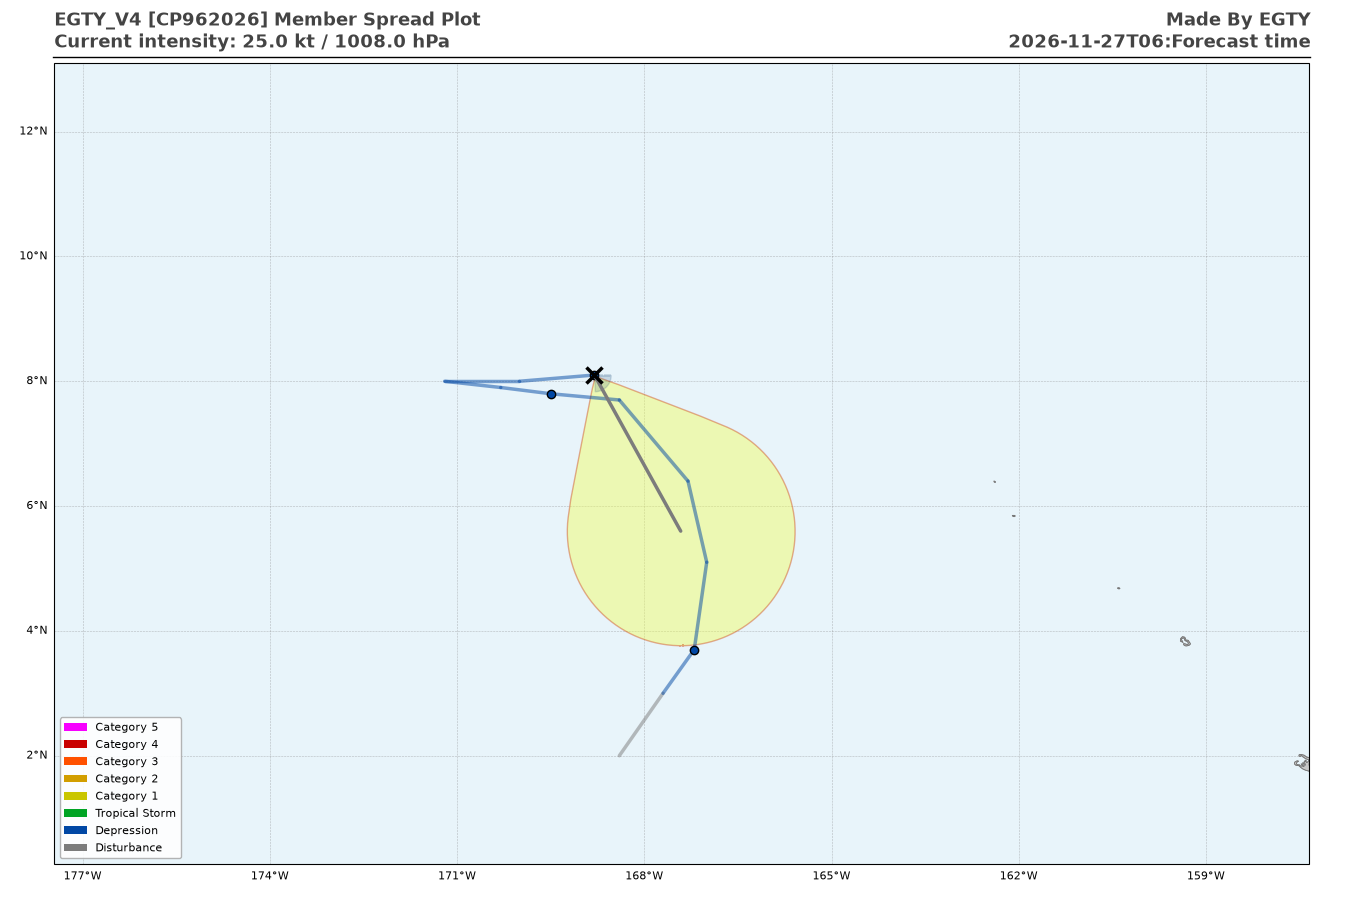 EGTY_V4 [CP962026] Member Spread Plot
Made By EGTY
Current intensity: 25.0 kt / 1008.0 hPa
2026-11-27T06:Forecast time
12°N
10°N
8°N
6°N
4°N
2°N
Category 5
Category 4
Category 3
Category 2
Category 1
Tropical Storm
Depression
Disturbance
177°W
174°W
171°W
168°W
165°W
162°W
159°W